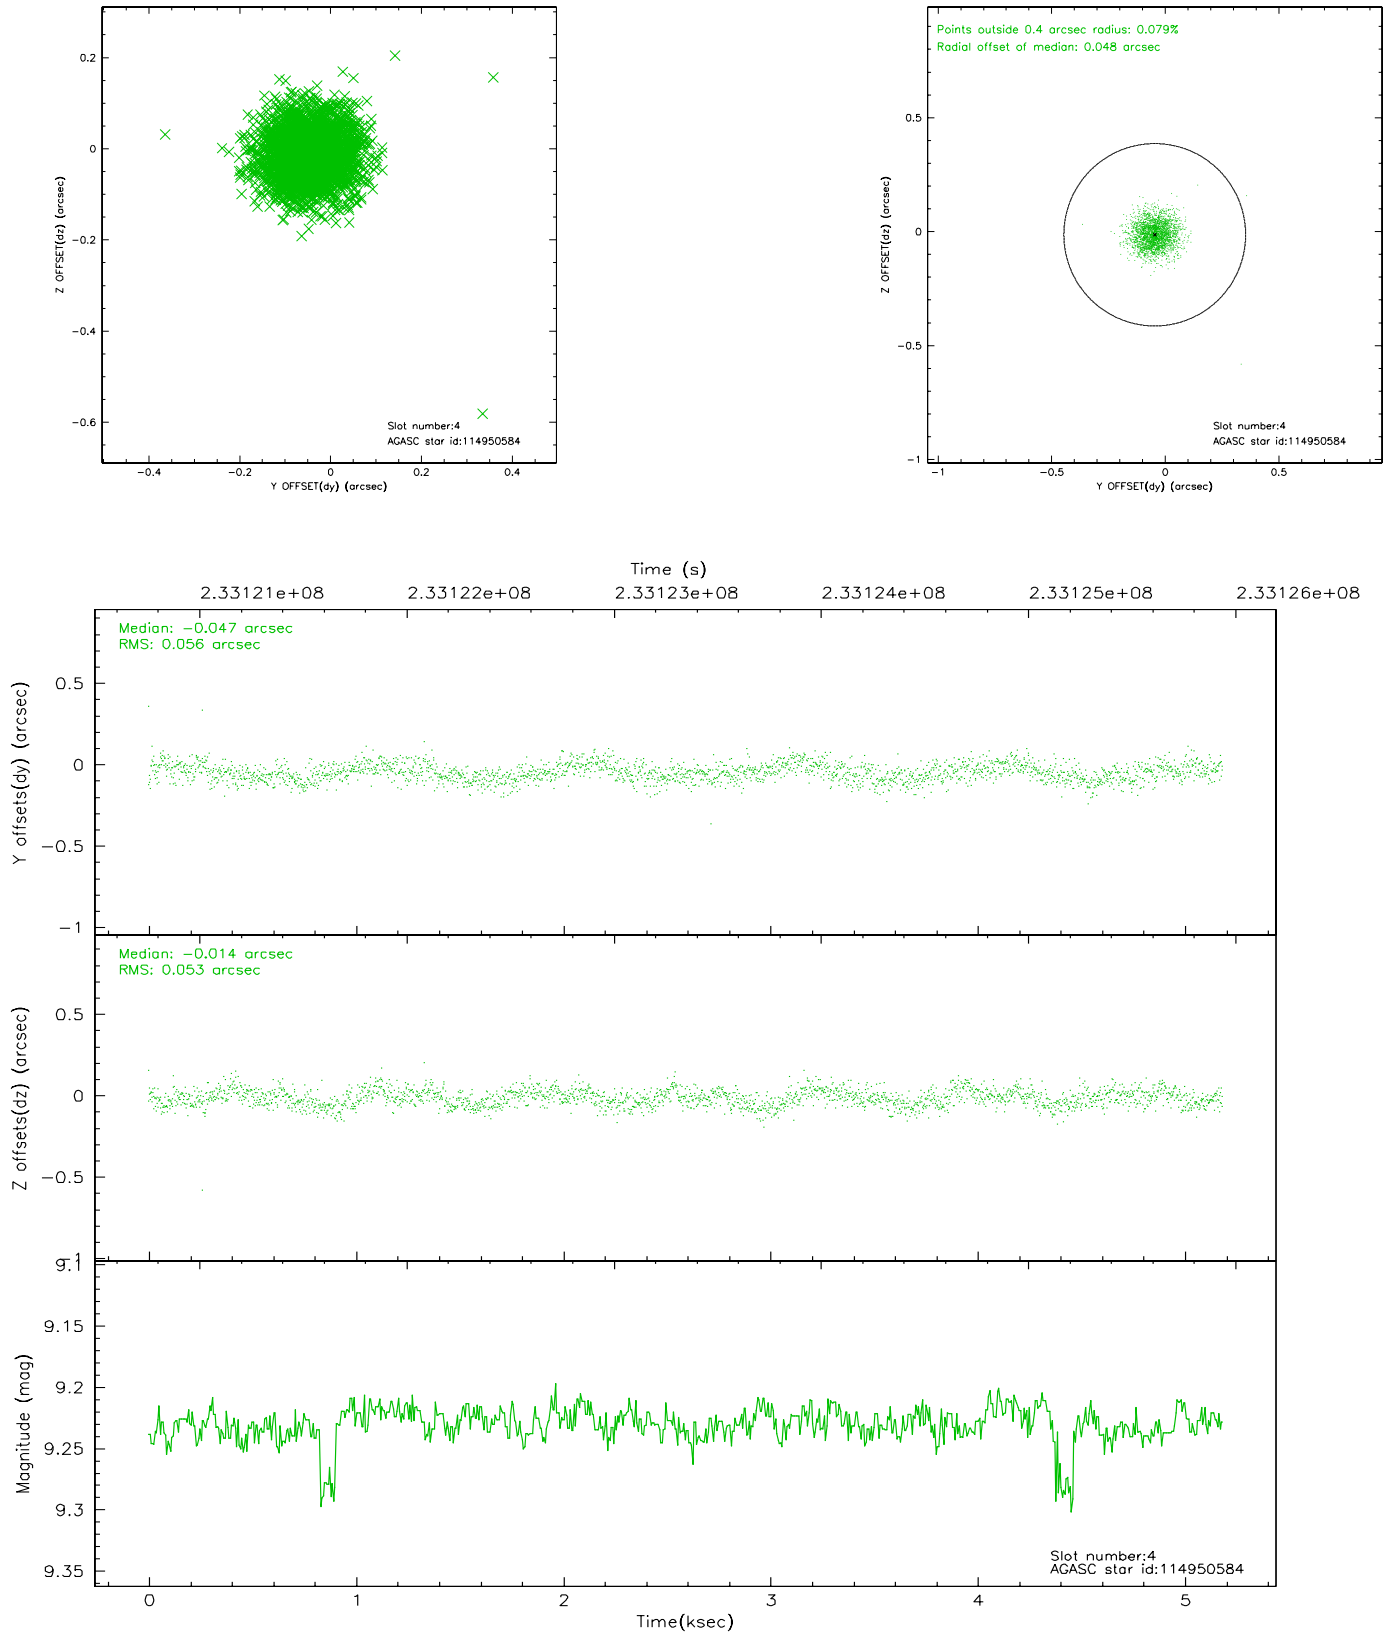 0.2
0
−0.2
−0.4
−0.6
Z OFFSET(dz) (arcsec)
−0.4 −0.2 0 0.2 0.4
Y OFFSET(dy) (arcsec)
Slot number:4
AGASC star id:114950584
Points outside 0.4 arcsec radius: 0.079%
Radial offset of median: 0.048 arcsec
0.5
0
−0.5
−1
Z OFFSET(dz) (arcsec)
−1 −0.5 0 0.5
Y OFFSET(dy) (arcsec)
Slot number:4
AGASC star id:114950584
Time (s)
2.33121e+08 2.33122e+08 2.33123e+08 2.33124e+08 2.33125e+08 2.33126e+08
Median: −0.047 arcsec
RMS: 0.056 arcsec
0.5
0
−0.5
−1
Y offsets(dy) (arcsec)
Median: −0.014 arcsec
RMS: 0.053 arcsec
0.5
0
−0.5
−1
Z offsets(dz) (arcsec)
9.1
9.15
9.2
9.25
9.3
9.35
Magnitude (mag)
Slot number:4
AGASC star id:114950584
0 1 2 3 4 5
Time(ksec)